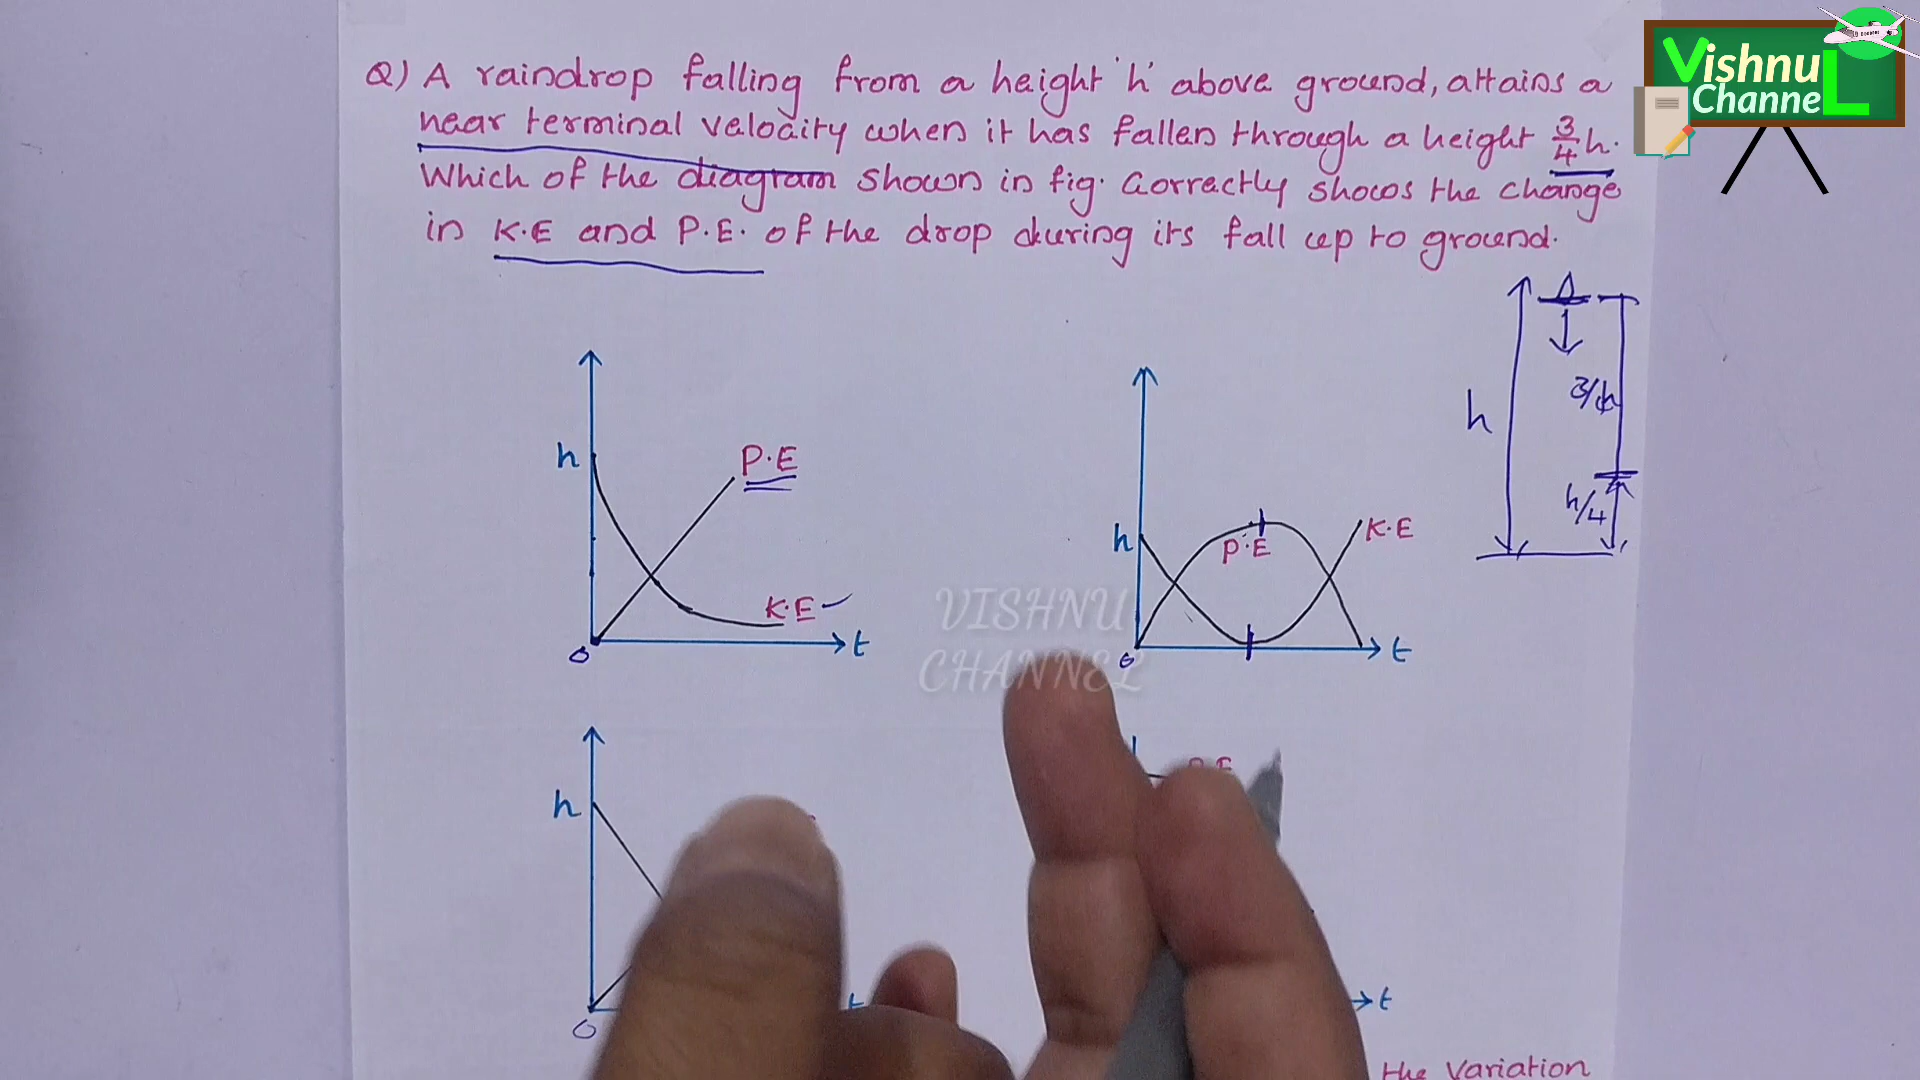 Vishnu
ChanneL
Q) A raindrop falling from a height 'h' above ground, attains a
near terminal velocity when it has fallen through a height 3/4 h.
Which of the diagram shown in fig. correctly shows the change
in K.E and P.E. of the drop during its fall up to ground.
h
P.E
K.E
t
0
h
P.E
K.E
t
0
h
3/4h
h/4
VISHNU
CHANNEL
h
t
0
P.E
t
the variation